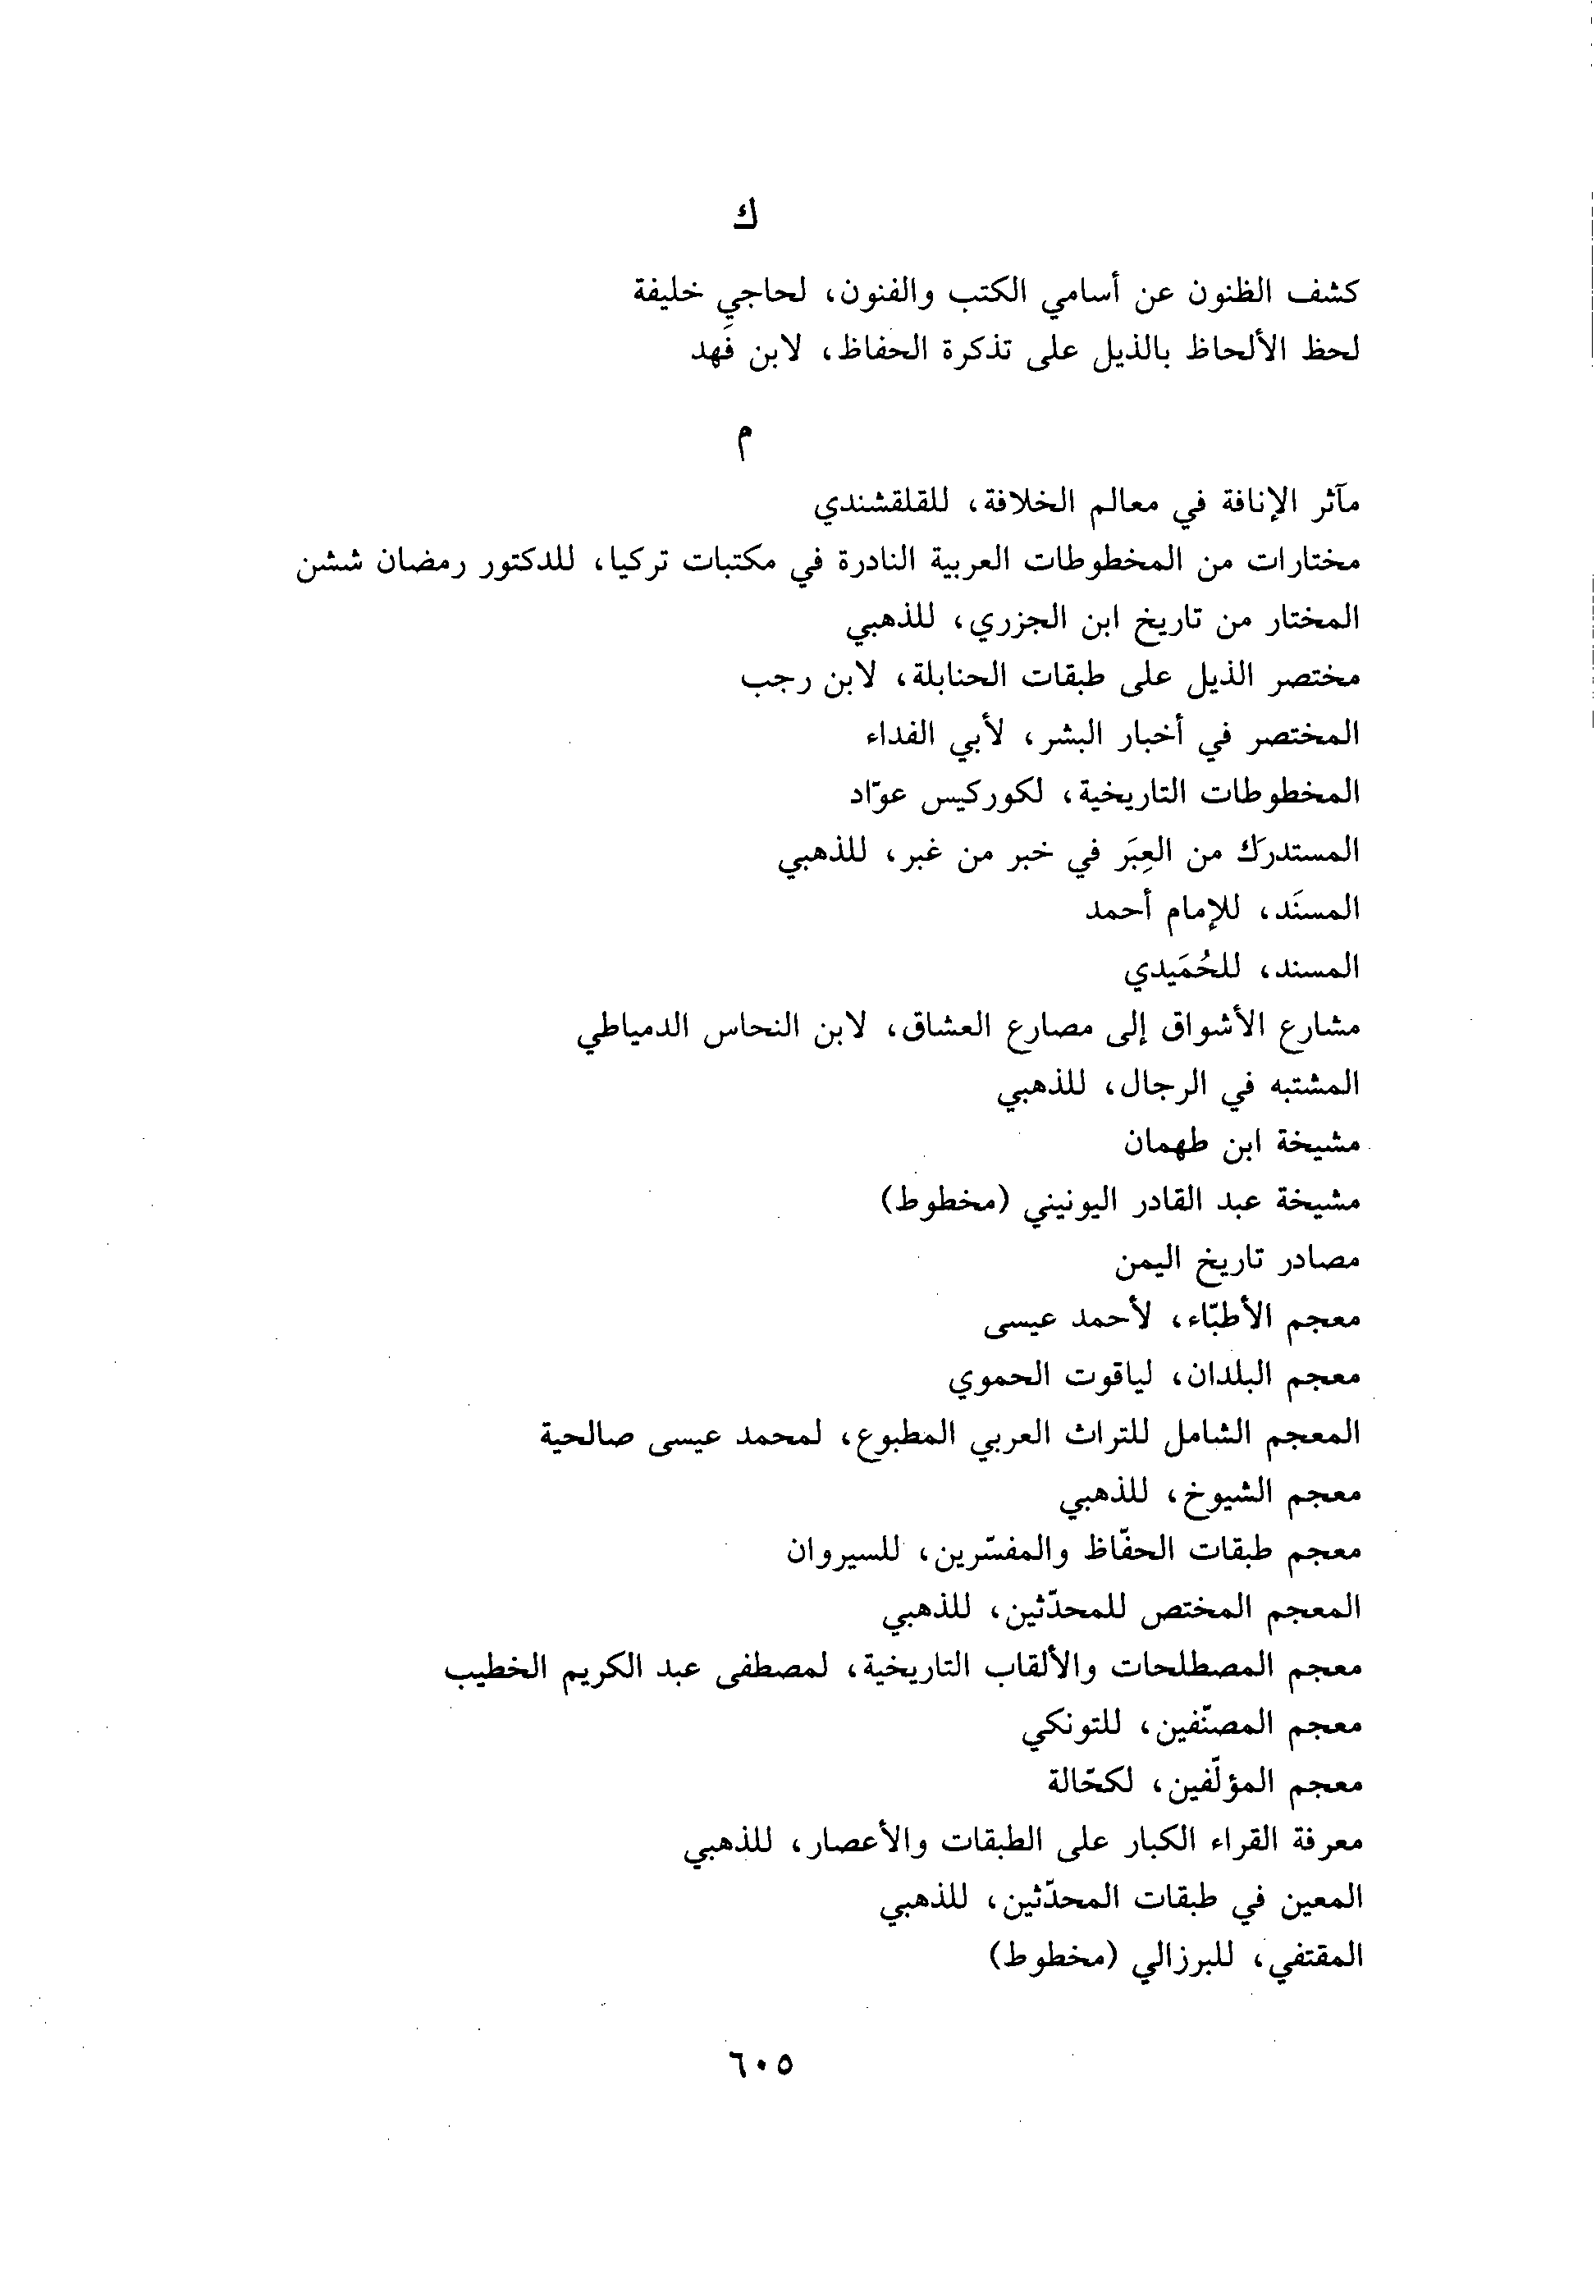 ك
كشف الظنون عن أسامي الكتب والفنون، لحاجي خليفة
لحظ الألحاظ بالذيل على تذكرة الحفاظ، لابن فَهد
م
مآثر الإنافة في معالم الخلافة، للقلقشندي
مختارات من المخطوطات العربية النادرة في مكتبات تركيا، للدكتور رمضان ششن
المختار من تاريخ ابن الجزري، للذهبي
مختصر الذيل على طبقات الحنابلة، لابن رجب
المختصر في أخبار البشر، لأبي الفداء
المخطوطات التاريخية، لكوركيس عوّاد
المستدرَك من العِبَر في خبر من غبر، للذهبي
المسنَد، للإمام أحمد
المسند، للحُمَيدي
مشارع الأشواق إلى مصارع العشاق، لابن النحاس الدمياطي
المشتبه في الرجال، للذهبي
مشيخة ابن طهمان
مشيخة عبد القادر اليونيني (مخطوط)
مصادر تاريخ اليمن
معجم الأطبّاء، لأحمد عيسى
معجم البلدان، لياقوت الحموي
المعجم الشامل للتراث العربي المطبوع، لمحمد عيسى صالحية
معجم الشيوخ، للذهبي
معجم طبقات الحفّاظ والمفسّرين، للسيروان
المعجم المختص للمحدّثين، للذهبي
معجم المصطلحات والألقاب التاريخية، لمصطفى عبد الكريم الخطيب
معجم المصنّفين، للتونكي
معجم المؤلّفين، لكحّالة
معرفة القراء الكبار على الطبقات والأعصار، للذهبي
المعين في طبقات المحدّثين، للذهبي
المقتفي، للبرزالي (مخطوط)
٦٠٥